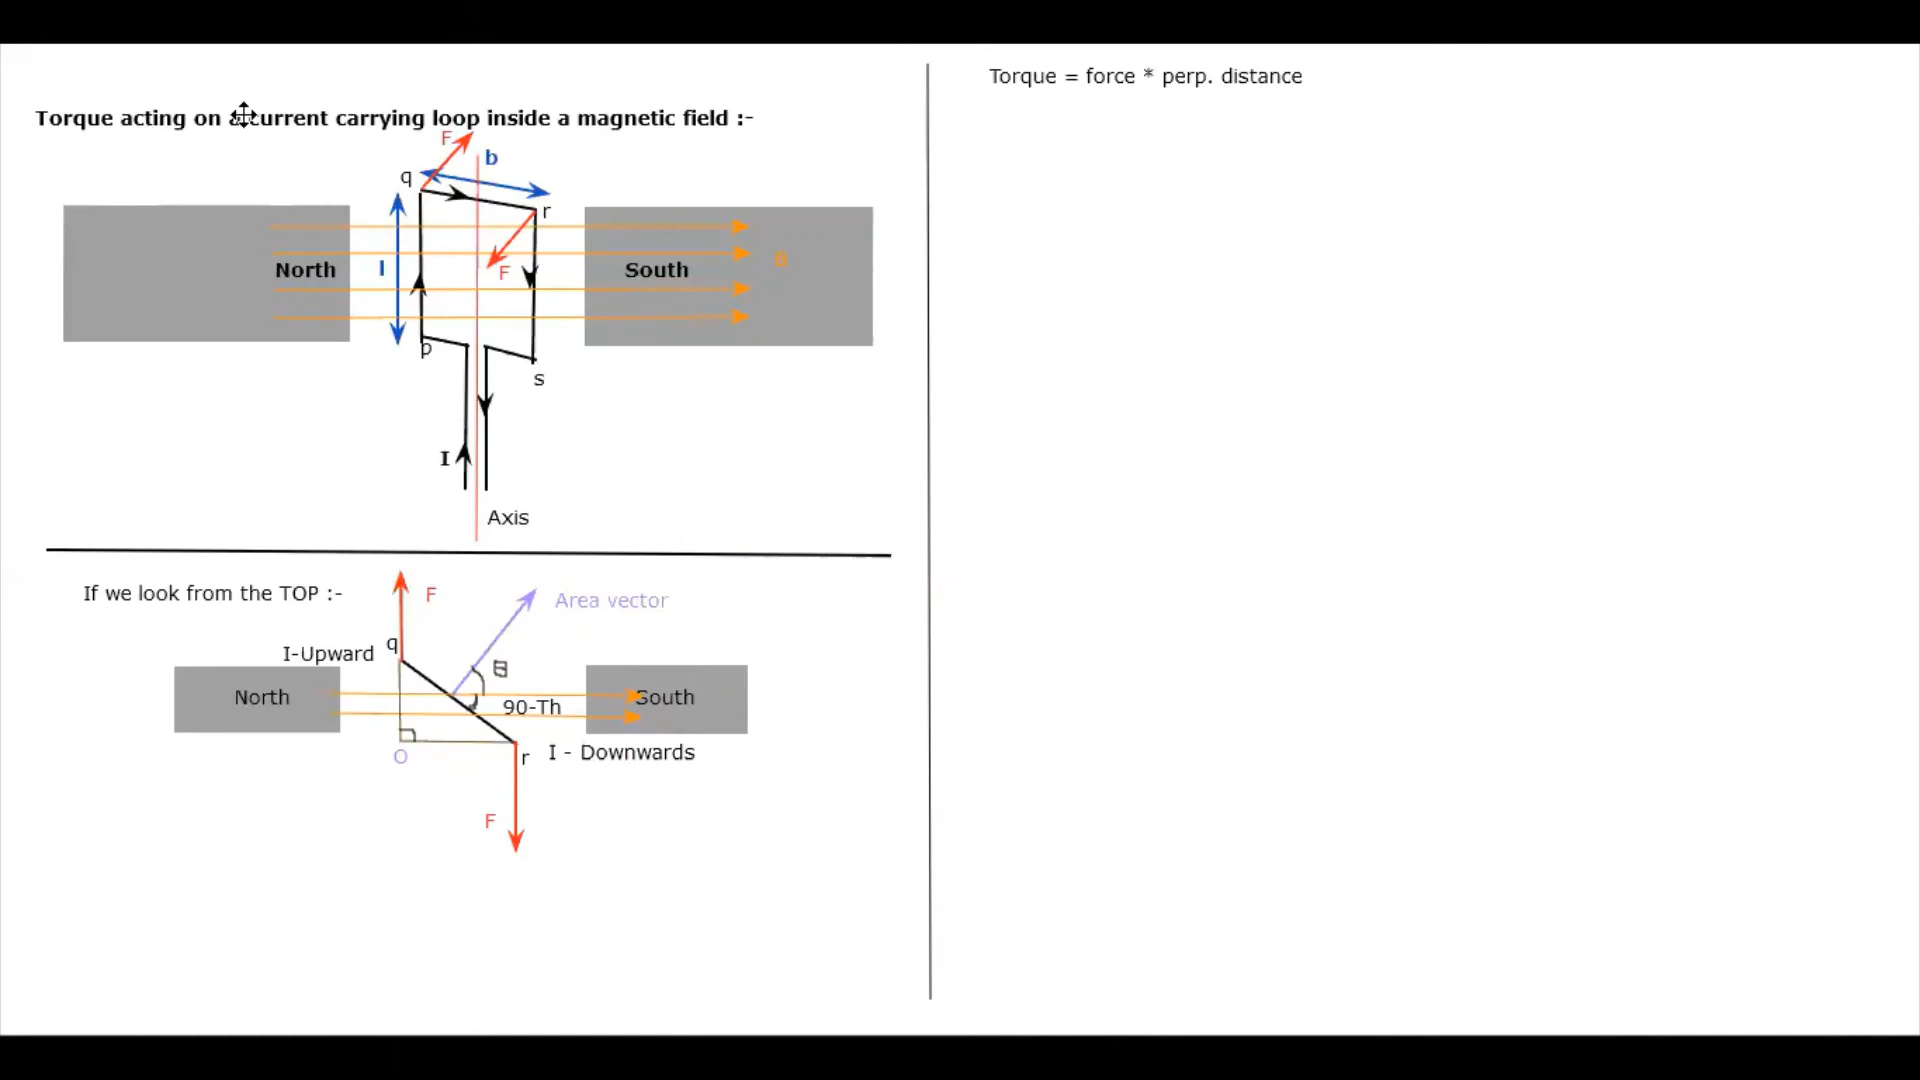 Torque = force * perp. distance
Torque acting on a current carrying loop inside a magnetic field :-
F
b
q
r
North
l
F
South
B
p
s
I
Axis
If we look from the TOP :-
F
Area vector
q
I-Upward
θ
North
90-Th
South
O
r
I - Downwards
F